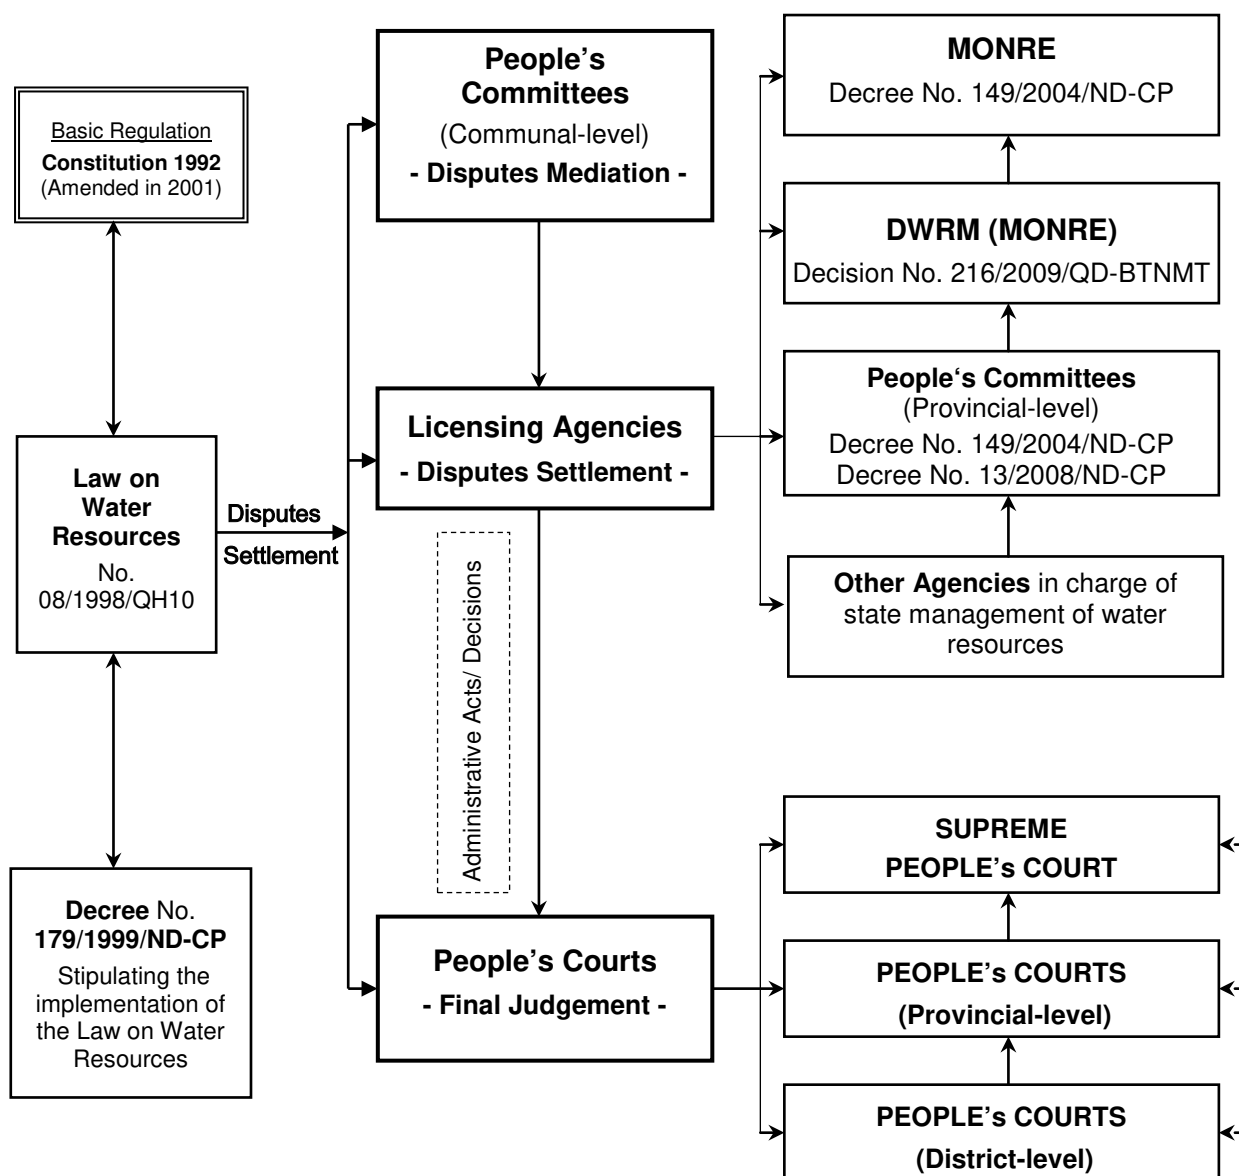 Basic Regulation
Constitution 1992
(Amended in 2001)
Law on
Water
Resources
No.
08/1998/QH10
Decree No.
179/1999/ND-CP
Stipulating the
implementation of
the Law on Water
Resources
Disputes
Settlement
People's
Committees
(Communal-level)
- Disputes Mediation -
Licensing Agencies
- Disputes Settlement -
Administrative Acts/ Decisions
People's Courts
- Final Judgement -
MONRE
Decree No. 149/2004/ND-CP
DWRM (MONRE)
Decision No. 216/2009/QD-BTNMT
People‘s Committees
(Provincial-level)
Decree No. 149/2004/ND-CP
Decree No. 13/2008/ND-CP
Other Agencies in charge of
state management of water
resources
SUPREME
PEOPLE's COURT
PEOPLE's COURTS
(Provincial-level)
PEOPLE's COURTS
(District-level)